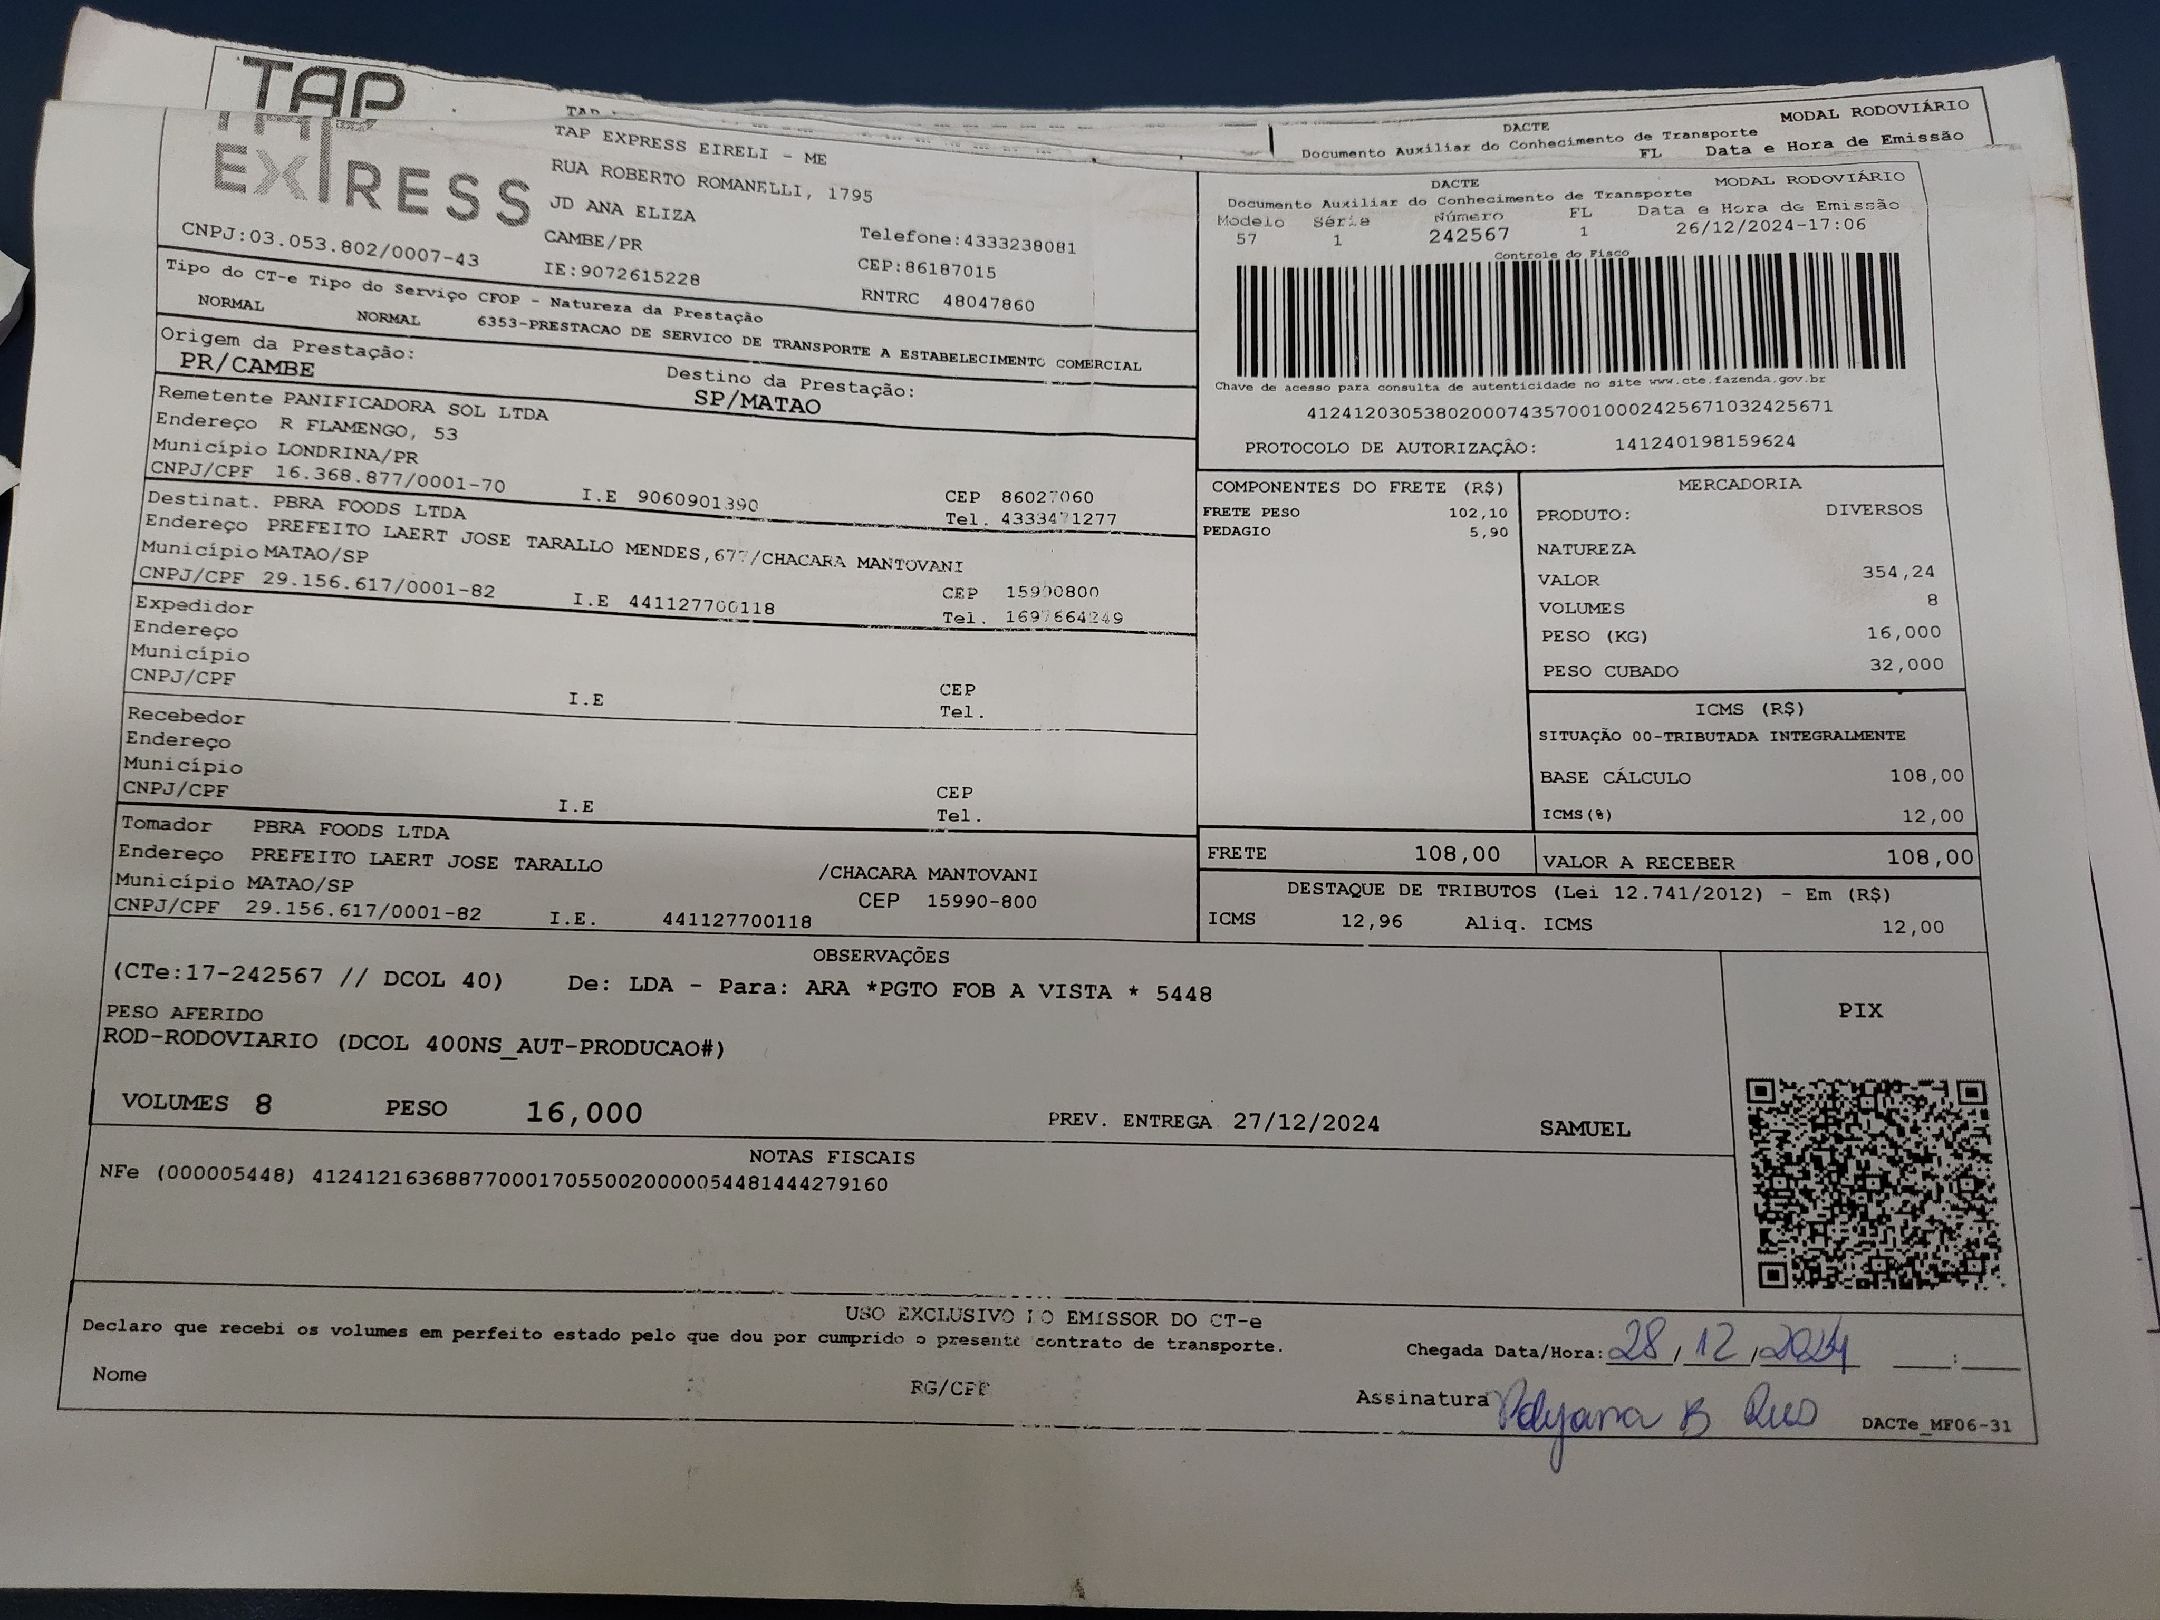 TAP
TAP
MODAL RODOVIÁRIO
DACTE
Documento Auxiliar do Conhecimento de Transporte
FL Data e Hora de Emissão
EXPRESS
TAP EXPRESS EIRELI - ME
RUA ROBERTO ROMANELLI, 1795
JD ANA ELIZA
CAMBE/PR
Telefone:4333238081
CNPJ:03.053.802/0007-43
IE:9072615228
CEP:86187015
RNTRC 48047860
DACTE MODAL RODOVIÁRIO
Documento Auxiliar do Conhecimento de Transporte
Modelo Série Número FL Data e Hora de Emissão
57 1 242567 1 26/12/2024-17:06
Controle do Fisco
Chave de acesso para consulta de autenticidade no site www.cte.fazenda.gov.br
41241203053802000743570010002425671032425671
PROTOCOLO DE AUTORIZAÇÃO: 141240198159624
Tipo do CT-e Tipo do Serviço CFOP - Natureza da Prestação
NORMAL NORMAL 6353-PRESTACAO DE SERVICO DE TRANSPORTE A ESTABELECIMENTO COMERCIAL
Origem da Prestação: Destino da Prestação:
PR/CAMBE SP/MATAO
Remetente PANIFICADORA SOL LTDA
Endereço R FLAMENGO, 53
Município LONDRINA/PR CEP 86027060
CNPJ/CPF 16.368.877/0001-70 I.E 9060901390 Tel. 4333471277
Destinat. PBRA FOODS LTDA
Endereço PREFEITO LAERT JOSE TARALLO MENDES,677/CHACARA MANTOVANI
Município MATAO/SP CEP 15990800
CNPJ/CPF 29.156.617/0001-82 I.E 441127700118 Tel. 1697664249
Expedidor
Endereço
Município CEP
CNPJ/CPF I.E Tel.
Recebedor
Endereço
Município CEP
CNPJ/CPF I.E Tel.
Tomador PBRA FOODS LTDA
Endereço PREFEITO LAERT JOSE TARALLO /CHACARA MANTOVANI
Município MATAO/SP CEP 15990-800
CNPJ/CPF 29.156.617/0001-82 I.E. 441127700118
COMPONENTES DO FRETE (R$)
FRETE PESO 102,10
PEDAGIO 5,90
MERCADORIA
PRODUTO: DIVERSOS
NATUREZA
VALOR 354,24
VOLUMES 8
PESO (KG) 16,000
PESO CUBADO 32,000
ICMS (R$)
SITUAÇÃO 00-TRIBUTADA INTEGRALMENTE
BASE CÁLCULO 108,00
ICMS(%) 12,00
FRETE 108,00 VALOR A RECEBER 108,00
DESTAQUE DE TRIBUTOS (Lei 12.741/2012) - Em (R$)
ICMS 12,96 Aliq. ICMS 12,00
OBSERVAÇÕES
(CTe:17-242567 // DCOL 40) De: LDA - Para: ARA *PGTO FOB A VISTA * 5448
PESO AFERIDO
ROD-RODOVIARIO (DCOL 400NS_AUT-PRODUCAO#)
VOLUMES 8 PESO 16,000 PREV. ENTREGA 27/12/2024 SAMUEL
PIX
NOTAS FISCAIS
NFe (000005448) 41241216368877000170550020000054481444279160
USO EXCLUSIVO DO EMISSOR DO CT-e
Declaro que recebi os volumes em perfeito estado pelo que dou por cumprido o presente contrato de transporte.
Chegada Data/Hora: 28/12/2024 __:__
Nome RG/CPF Assinatura Polyana B
DACTe_MF06-31